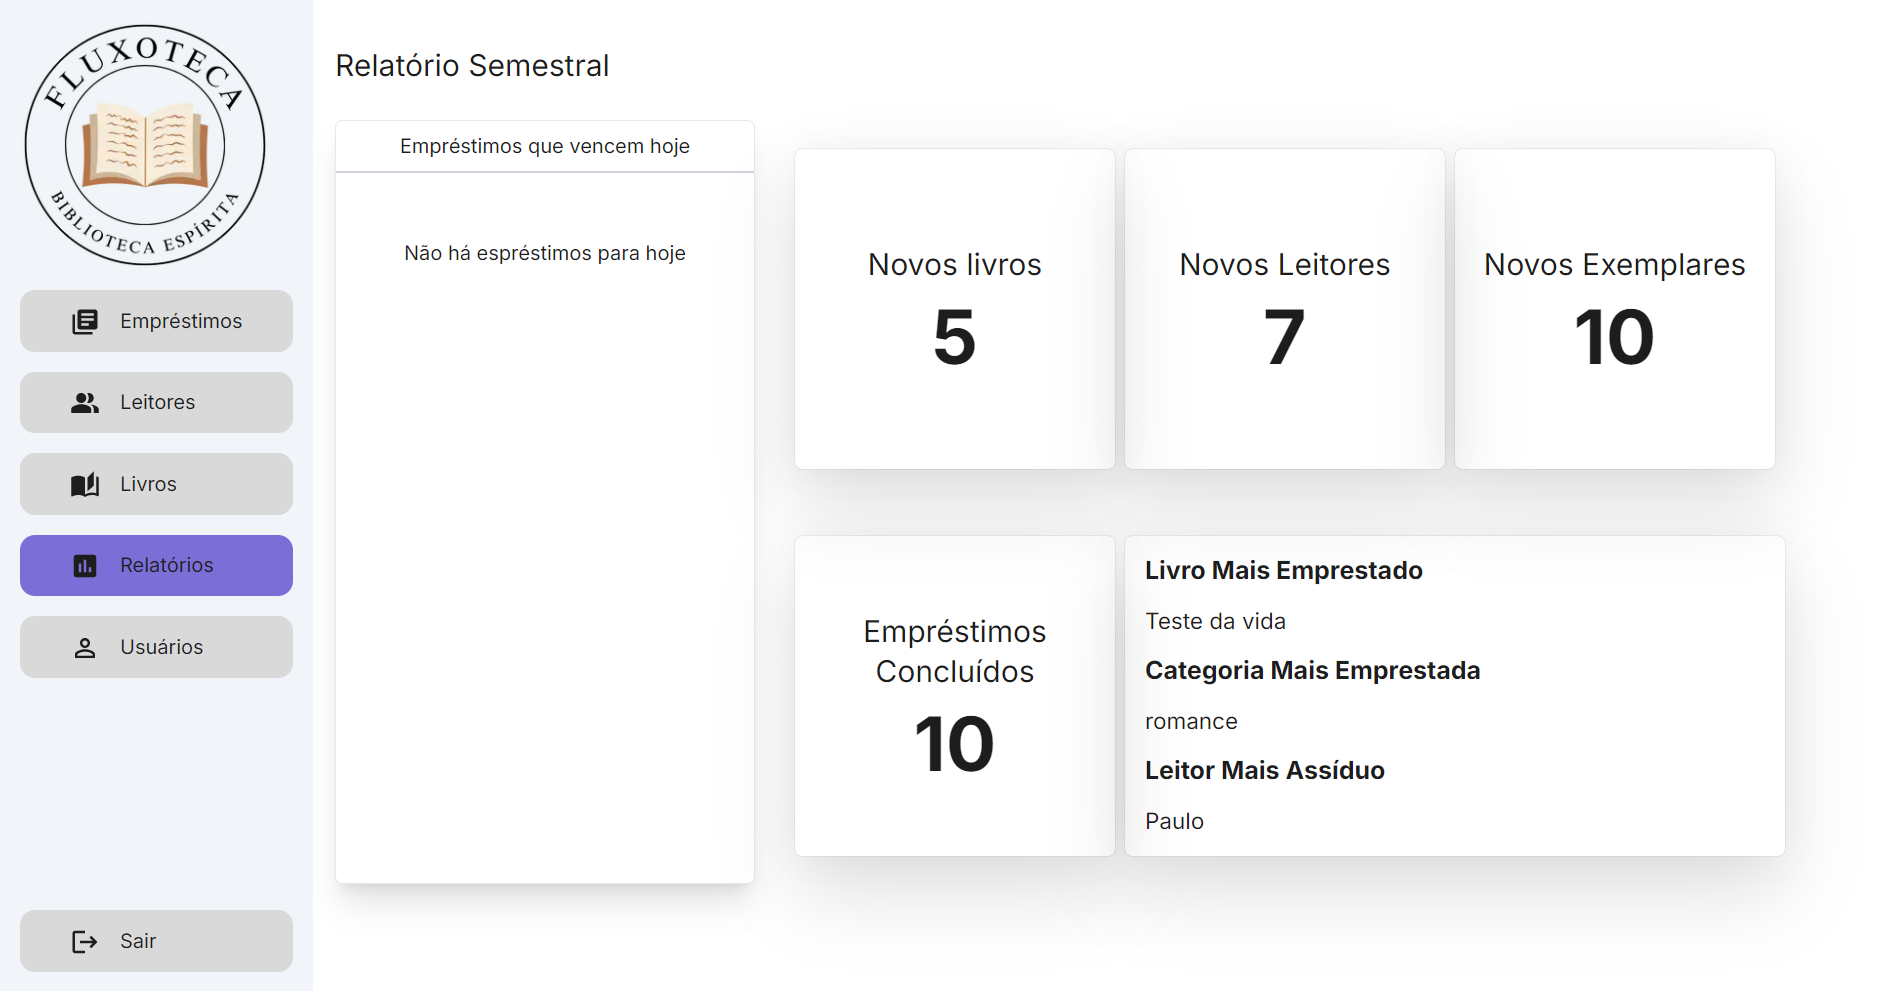 FLUXOTECA
BIBLIOTECA ESPÍRITA
Empréstimos
Leitores
Livros
Relatórios
Usuários
Sair
Relatório Semestral
Empréstimos que vencem hoje
Não há espréstimos para hoje
Novos livros
5
Novos Leitores
7
Novos Exemplares
10
Empréstimos
Concluídos
10
Livro Mais Emprestado
Teste da vida
Categoria Mais Emprestada
romance
Leitor Mais Assíduo
Paulo